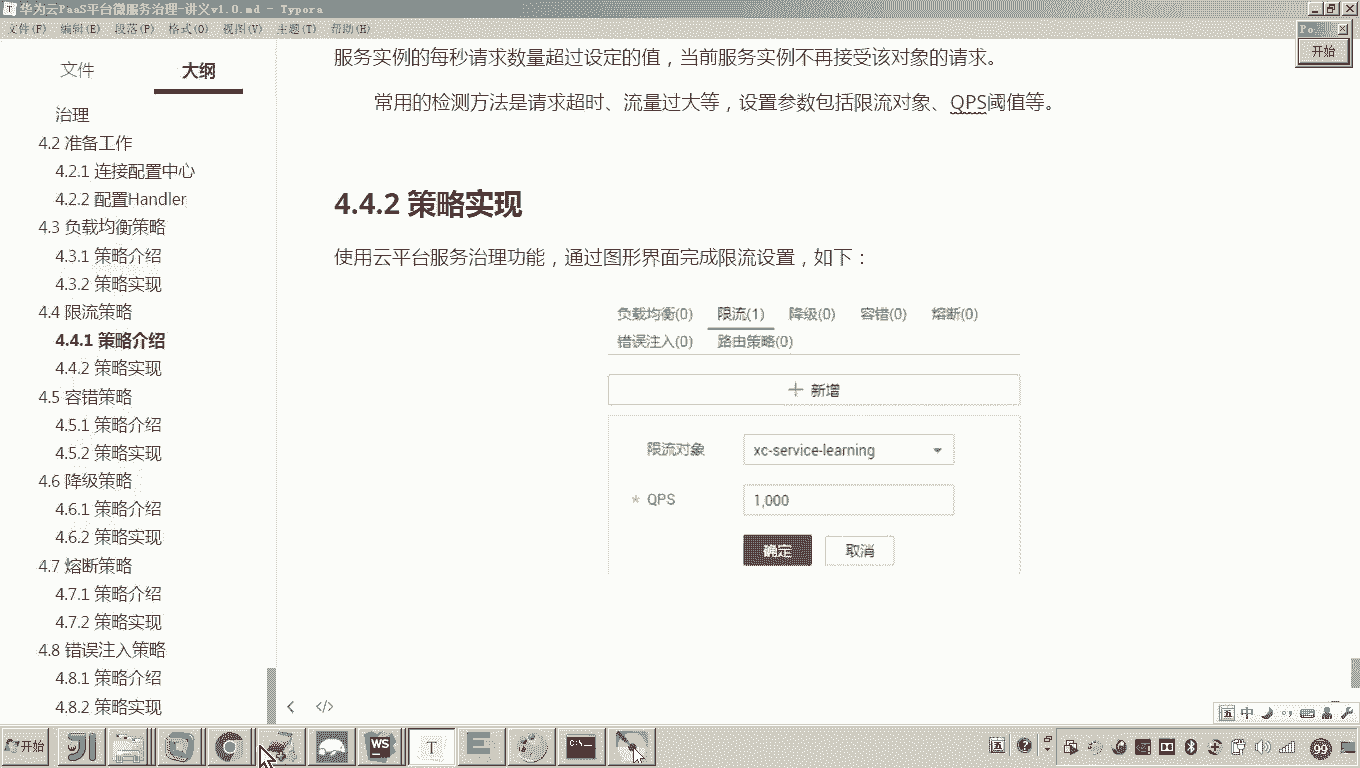 华为云PaaS平台微服务治理-讲义v1.0.md - Typora
文件(F) 编辑(E) 段落(P) 格式(O) 视图(V) 主题(T) 帮助(H)
开始
文件 大纲
治理
4.2 准备工作
4.2.1 连接配置中心
4.2.2 配置Handler
4.3 负载均衡策略
4.3.1 策略介绍
4.3.2 策略实现
4.4 限流策略
4.4.1 策略介绍
4.4.2 策略实现
4.5 容错策略
4.5.1 策略介绍
4.5.2 策略实现
4.6 降级策略
4.6.1 策略介绍
4.6.2 策略实现
4.7 熔断策略
4.7.1 策略介绍
4.7.2 策略实现
4.8 错误注入策略
4.8.1 策略介绍
4.8.2 策略实现
服务实例的每秒请求数量超过设定的值，当前服务实例不再接受该对象的请求。
常用的检测方法是请求超时、流量过大等，设置参数包括限流对象、QPS阈值等。
4.4.2 策略实现
使用云平台服务治理功能，通过图形界面完成限流设置，如下：
负载均衡(0) 限流(1) 降级(0) 容错(0) 熔断(0)
错误注入(0) 路由策略(0)
+ 新增
限流对象 xc-service-learning
* QPS 1,000
确定 取消
</>
五 中
开始
WS
T
C:\_
99